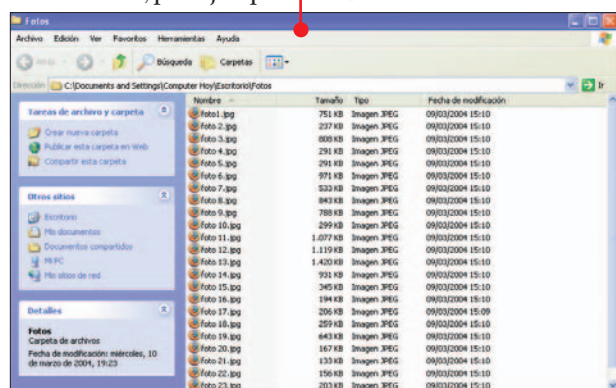 Fotos
Archivo Edición Ver Favoritos Herramientas Ayuda
Búsqueda Carpetas
Dirección C:\Documents and Settings\Computer Hoy\Escritorio\Fotos Ir
Tareas de archivo y carpeta
Crear nueva carpeta
Publicar esta carpeta en Web
Compartir esta carpeta
Otros sitios
Escritorio
Mis documentos
Documentos compartidos
Mi PC
Mis sitios de red
Detalles
Fotos
Carpeta de archivos
Fecha de modificación: miércoles, 10
de marzo de 2004, 19:23
Nombre Tamaño Tipo Fecha de modificación
foto1.jpg 751 KB Imagen JPEG 09/03/2004 15:10
foto 2.jpg 237 KB Imagen JPEG 09/03/2004 15:10
foto 3.jpg 808 KB Imagen JPEG 09/03/2004 15:10
foto 4.jpg 291 KB Imagen JPEG 09/03/2004 15:10
foto 5.jpg 291 KB Imagen JPEG 09/03/2004 15:10
foto 6.jpg 971 KB Imagen JPEG 09/03/2004 15:10
foto 7.jpg 533 KB Imagen JPEG 09/03/2004 15:10
foto 8.jpg 843 KB Imagen JPEG 09/03/2004 15:10
foto 9.jpg 788 KB Imagen JPEG 09/03/2004 15:10
foto 10.jpg 299 KB Imagen JPEG 09/03/2004 15:10
foto 11.jpg 1.077 KB Imagen JPEG 09/03/2004 15:10
foto 12.jpg 1.119 KB Imagen JPEG 09/03/2004 15:10
foto 13.jpg 1.420 KB Imagen JPEG 09/03/2004 15:10
foto 14.jpg 931 KB Imagen JPEG 09/03/2004 15:10
foto 15.jpg 345 KB Imagen JPEG 09/03/2004 15:10
foto 16.jpg 194 KB Imagen JPEG 09/03/2004 15:10
foto 17.jpg 206 KB Imagen JPEG 09/03/2004 15:09
foto 18.jpg 259 KB Imagen JPEG 09/03/2004 15:10
foto 19.jpg 643 KB Imagen JPEG 09/03/2004 15:10
foto 20.jpg 167 KB Imagen JPEG 09/03/2004 15:10
foto 21.jpg 133 KB Imagen JPEG 09/03/2004 15:10
foto 22.jpg 156 KB Imagen JPEG 09/03/2004 15:10
foto 23.jpg 203 KB Imagen JPEG 09/03/2004 15:10